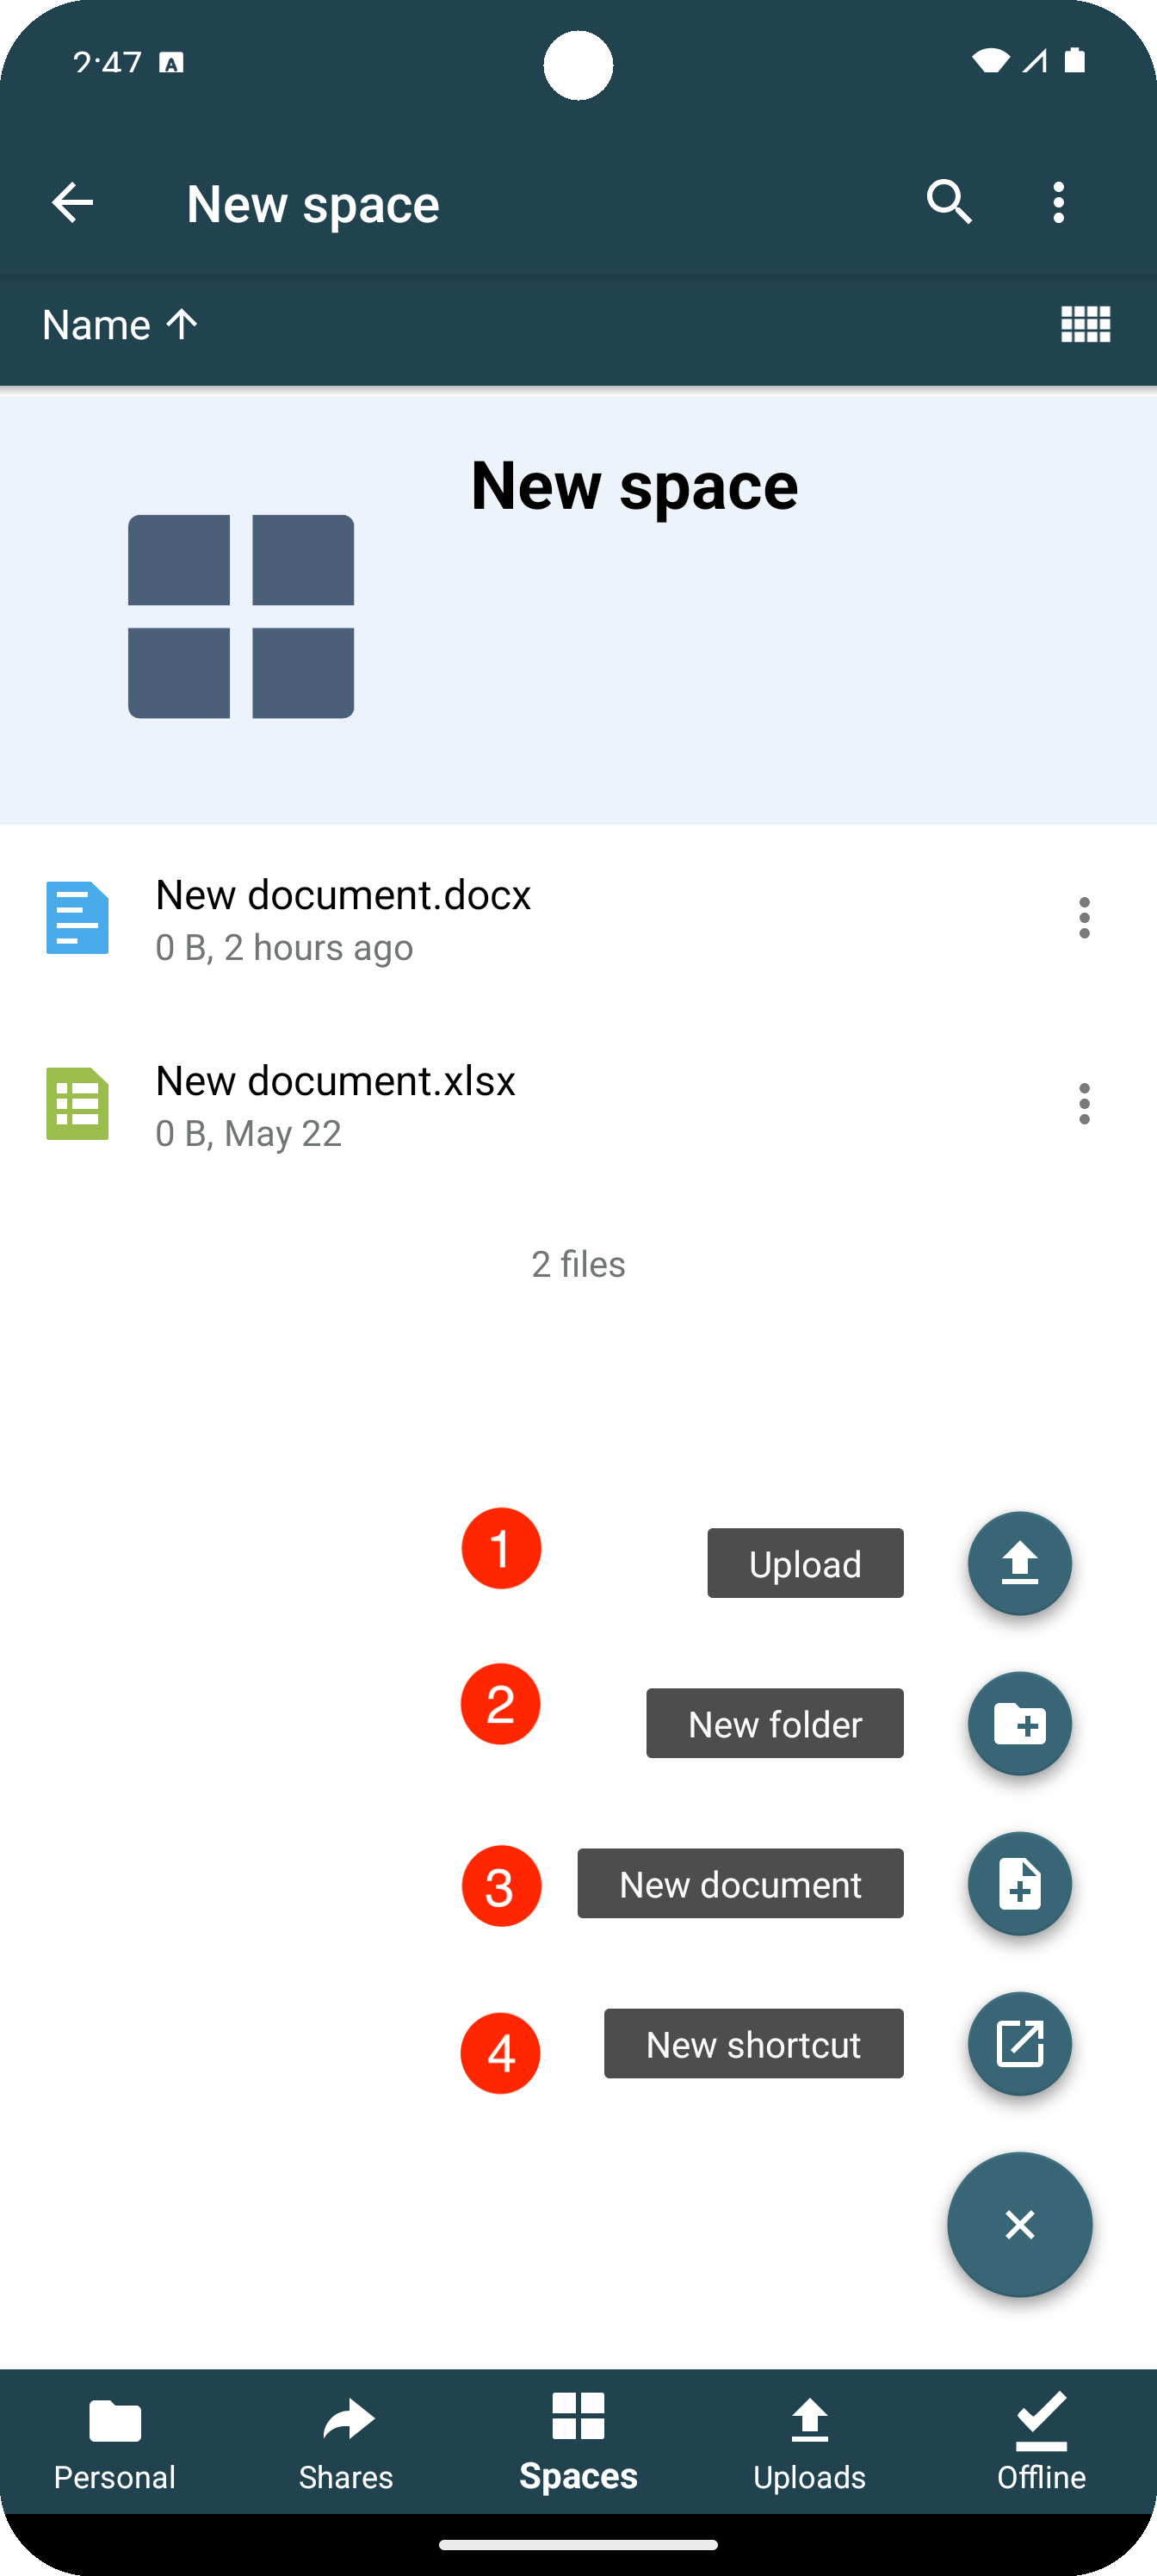 2:47 A
New space
Name
New space
New document.docx
0 B, 2 hours ago
New document.xlsx
0 B, May 22
2 files
1 Upload
2 New folder
3 New document
4 New shortcut
Personal Shares Spaces Uploads Offline